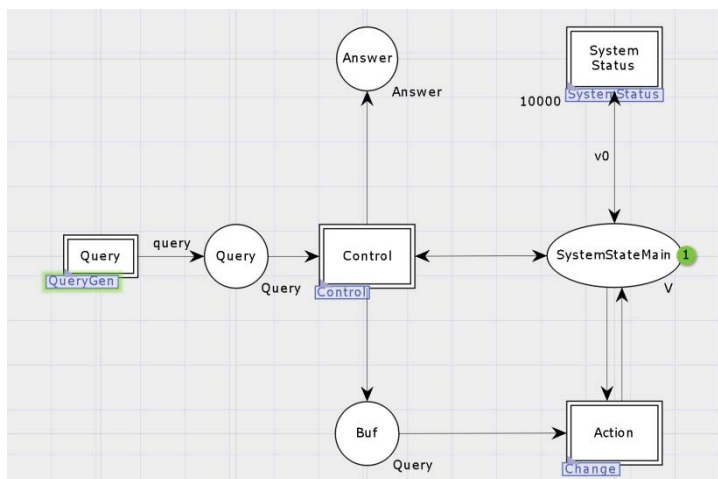 Answer
Answer
System
Status
SystemStatus
10000
v0
Query
QueryGen
query
Query
Query
Control
Control
SystemStateMain
1
V
Buf
Query
Action
Change